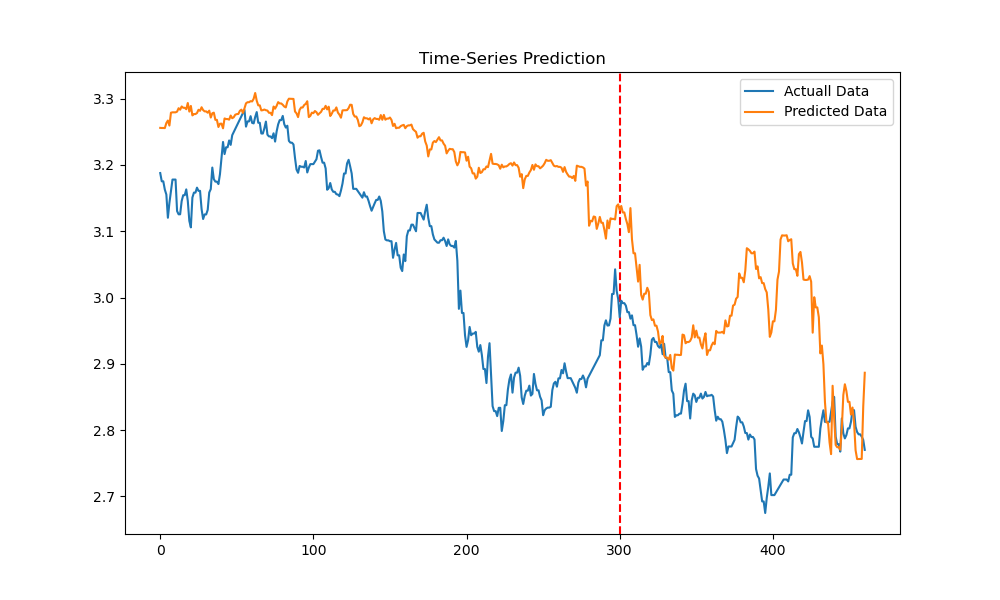 Time-Series Prediction
Actuall Data
Predicted Data
3.3
3.2
3.1
3.0
2.9
2.8
2.7
0 100 200 300 400